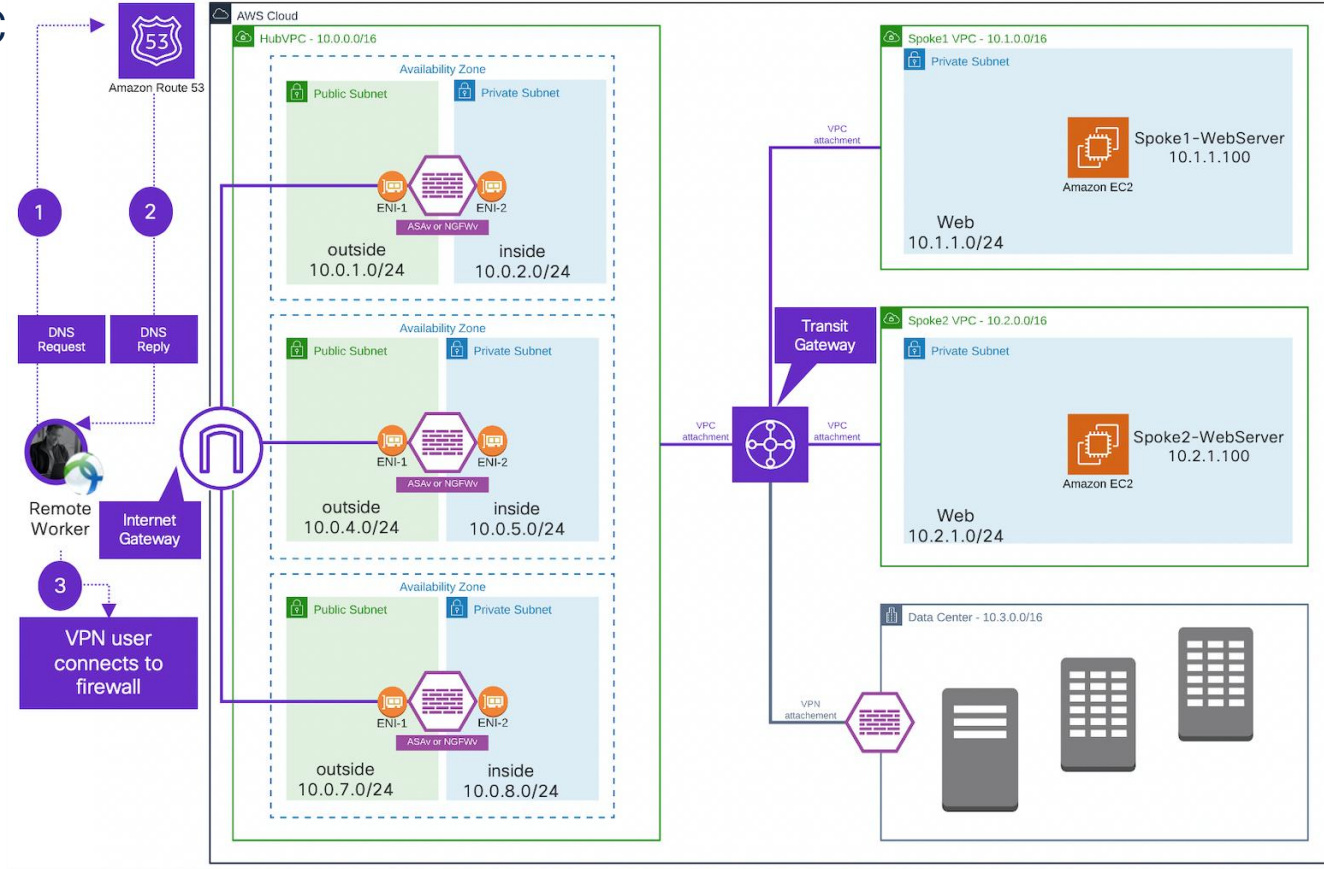 C
53
Amazon Route 53
1
2
DNS
Request
DNS
Reply
Remote
Worker
Internet
Gateway
3
VPN user
connects to
firewall
AWS Cloud
HubVPC - 10.0.0.0/16
Availability Zone
Public Subnet
Private Subnet
ENI-1
ENI-2
ASAv or NGFWv
outside
10.0.1.0/24
inside
10.0.2.0/24
Availability Zone
Public Subnet
Private Subnet
ENI-1
ENI-2
ASAv or NGFWv
outside
10.0.4.0/24
inside
10.0.5.0/24
Availability Zone
Public Subnet
Private Subnet
ENI-1
ENI-2
ASAv or NGFWv
outside
10.0.7.0/24
inside
10.0.8.0/24
VPC
attachment
Transit
Gateway
VPC
attachment
VPC
attachment
VPN
attachement
Spoke1 VPC - 10.1.0.0/16
Private Subnet
Spoke1-WebServer
10.1.1.100
Amazon EC2
Web
10.1.1.0/24
Spoke2 VPC - 10.2.0.0/16
Private Subnet
Spoke2-WebServer
10.2.1.100
Amazon EC2
Web
10.2.1.0/24
Data Center - 10.3.0.0/16